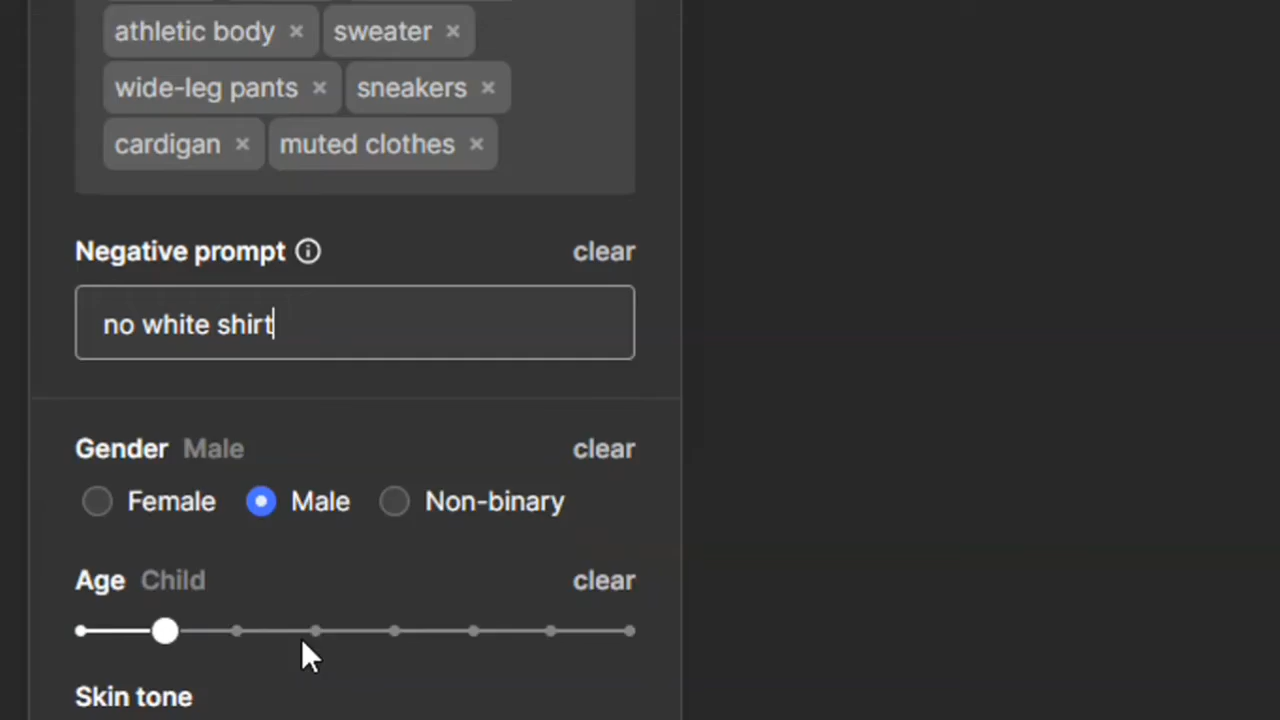 athletic body × sweater ×
wide-leg pants × sneakers ×
cardigan × muted clothes ×
Negative prompt clear
no white shirt
Gender Male clear
Female Male Non-binary
Age Child clear
Skin tone